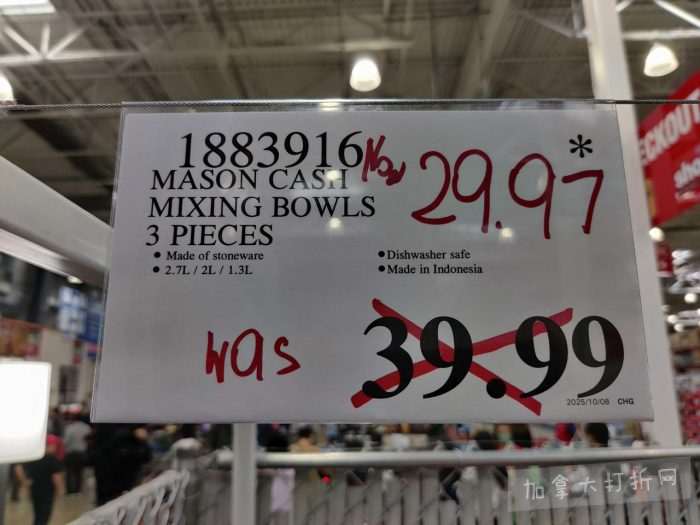 1883916 Now 29.97 *
MASON CASH
MIXING BOWLS
3 PIECES
• Made of stoneware
• 2.7L / 2L / 1.3L
• Dishwasher safe
• Made in Indonesia
was 39.99
2025/10/08 CHG
CKOUT
加拿大打折网